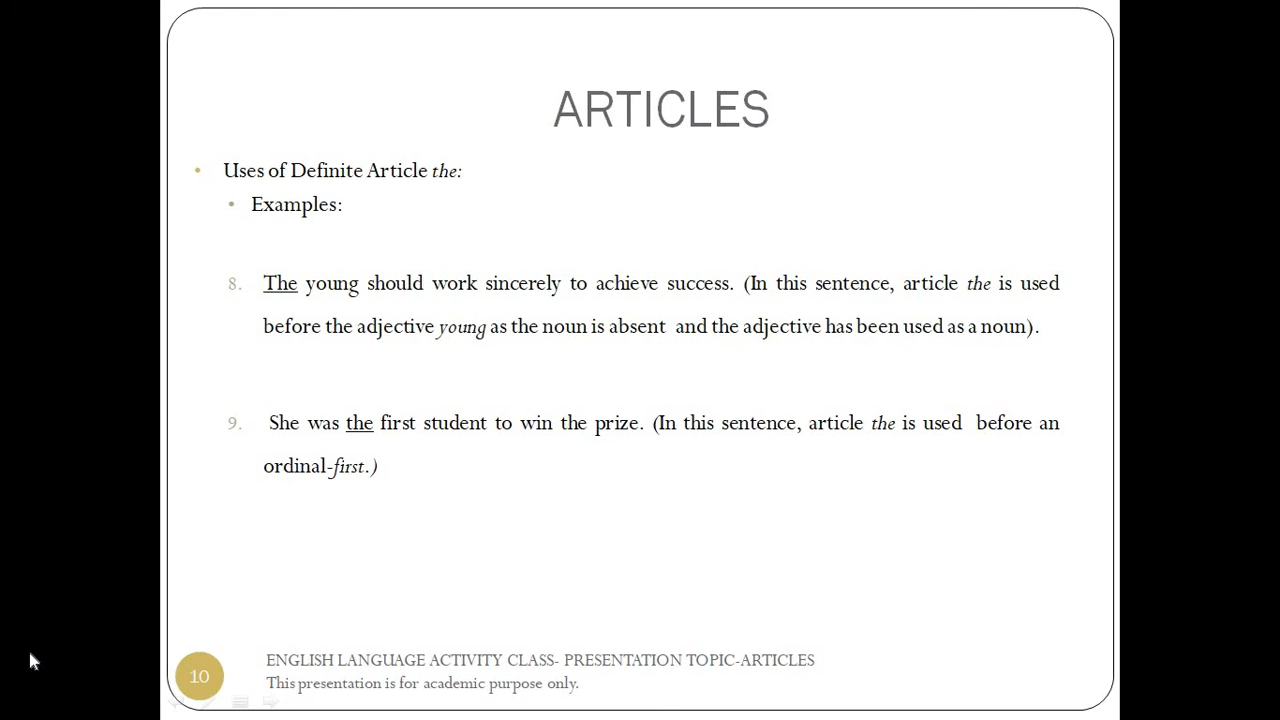 ARTICLES
• Uses of Definite Article the:
• Examples:
8. The young should work sincerely to achieve success. (In this sentence, article the is used
before the adjective young as the noun is absent and the adjective has been used as a noun).
9. She was the first student to win the prize. (In this sentence, article the is used before an
ordinal-first.)
10
ENGLISH LANGUAGE ACTIVITY CLASS- PRESENTATION TOPIC-ARTICLES
This presentation is for academic purpose only.